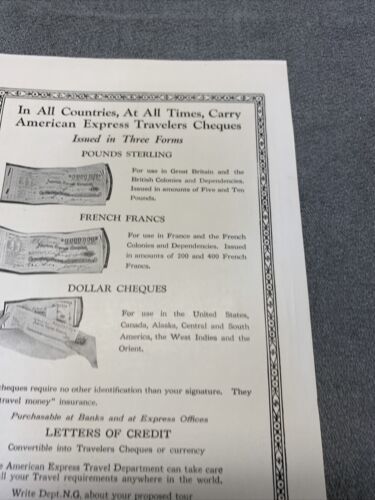 In All Countries, At All Times, Carry
American Express Travelers Cheques
Issued in Three Forms
POUNDS STERLING
For use in Great Britain and the
British Colonies and Dependencies.
Issued in amounts of Five and Ten
Pounds.
FRENCH FRANCS
For use in France and the French
Colonies and Dependencies. Issued
in amounts of 200 and 400 French
Francs.
DOLLAR CHEQUES
For use in the United States,
Canada, Alaska, Central and South
America, the West Indies and the
Orient.
cheques require no other identification than your signature. They
travel money" insurance.
Purchasable at Banks and at Express Offices
LETTERS OF CREDIT
Convertible into Travelers Cheques or currency
American Express Travel Department can take care
all your Travel requirements anywhere in the world.
Write Dept.N.G. about your proposed tour